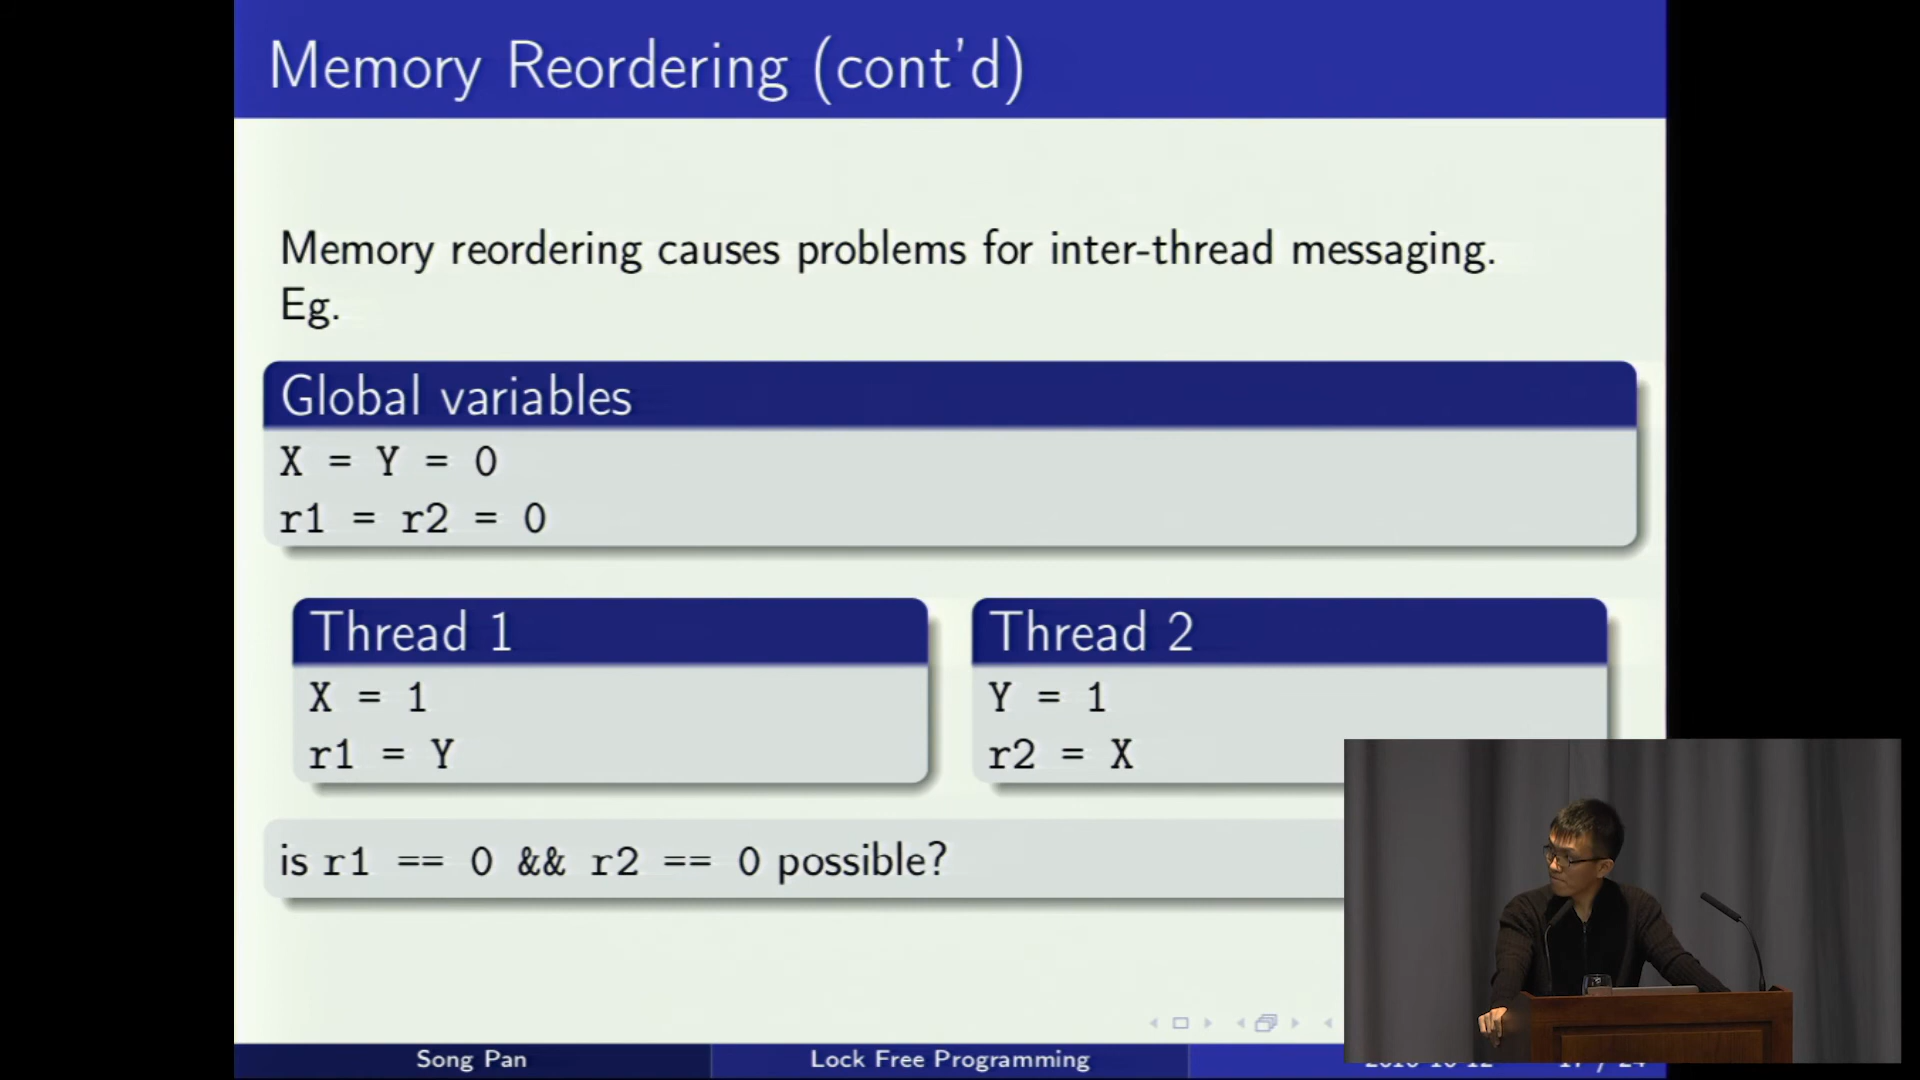 Memory Reordering (cont'd)
Memory reordering causes problems for inter-thread messaging.
Eg.
Global variables
X = Y = 0
r1 = r2 = 0
Thread 1
X = 1
r1 = Y
Thread 2
Y = 1
r2 = X
is r1 == 0 && r2 == 0 possible?
Song Pan
Lock Free Programming